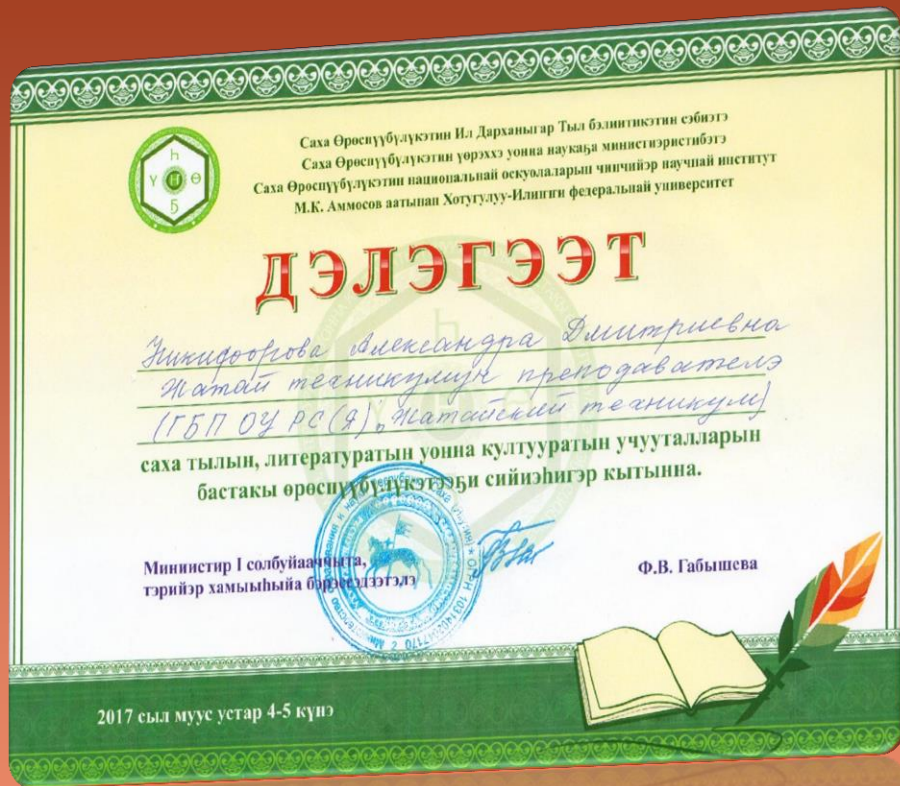 Саха Өрөспүүбүлүкэтин Ил Дарханыгар Тыл бэлиитикэтин сэбиэтэ
Саха Өрөспүүбүлүкэтин үөрэххэ уонна наукаҕа министиэристибэтэ
Саха Өрөспүүбүлүкэтин национальнай оскуолаларын чинчийэр научнай институт
М.К. Аммосов аатынан Хотугулуу-Илиҥҥи федеральнай университет
һ
Ү Ҥ Ө
Ҕ
ДЭЛЭГЭЭТ
Никифорова Александра Дмитриевна
Жатай техникумун преподавателэ
(ГБП ОУ РС(Я) "Жатайский техникум)
саха тылын, литературатын уонна култууратын учууталларын
бастакы өрөспүүбүлүкэтээҕи сийиэһигэр кытынна.
Миниистир I солбуйааччыта,
тэрийэр хамыыһыйа бэрэссэдээтэлэ
Ф.В. Габышева
2017 сыл муус устар 4-5 күнэ